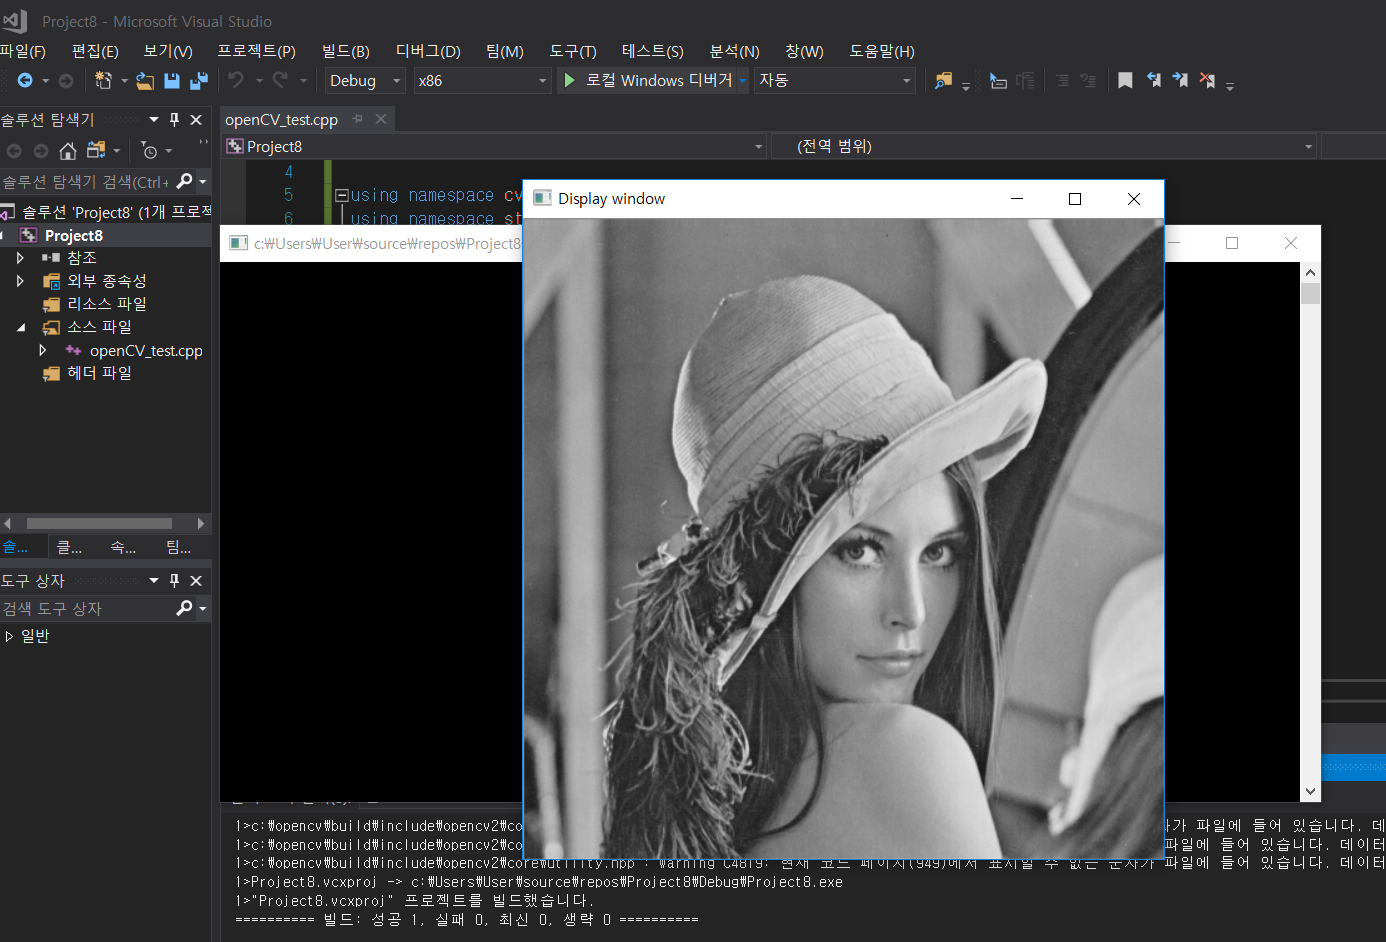 Project8 - Microsoft Visual Studio
파일(F) 편집(E) 보기(V) 프로젝트(P) 빌드(B) 디버그(D) 팀(M) 도구(T) 테스트(S) 분석(N) 창(W) 도움말(H)
Debug x86 로컬 Windows 디버거 자동
솔루션 탐색기
openCV_test.cpp
Project8 (전역 범위)
솔루션 탐색기 검색(Ctrl+
4
5 using namespace cv
6 using namespace st
Display window
c:₩Users₩User₩source₩repos₩Project8
솔루션 'Project8' (1개 프로젝
Project8
참조
외부 종속성
리소스 파일
소스 파일
openCV_test.cpp
헤더 파일
솔... 클... 속... 팀...
도구 상자
검색 도구 상자
일반
1>c:₩opencv₩build₩include₩opencv2₩co 가 파일에 들어 있습니다. 데
1>c:₩opencv₩build₩include₩opencv2₩co 파일에 들어 있습니다. 데이터
1>c:₩opencv₩build₩include₩opencv2₩core₩utility.hpp : warning C4819: 현재 코드 페이지(949)에서 표시할 수 없는 문자가 파일에 들어 있습니다. 데이터
1>Project8.vcxproj -> c:₩Users₩User₩source₩repos₩Project8₩Debug₩Project8.exe
1>"Project8.vcxproj" 프로젝트를 빌드했습니다.
========== 빌드: 성공 1, 실패 0, 최신 0, 생략 0 ==========